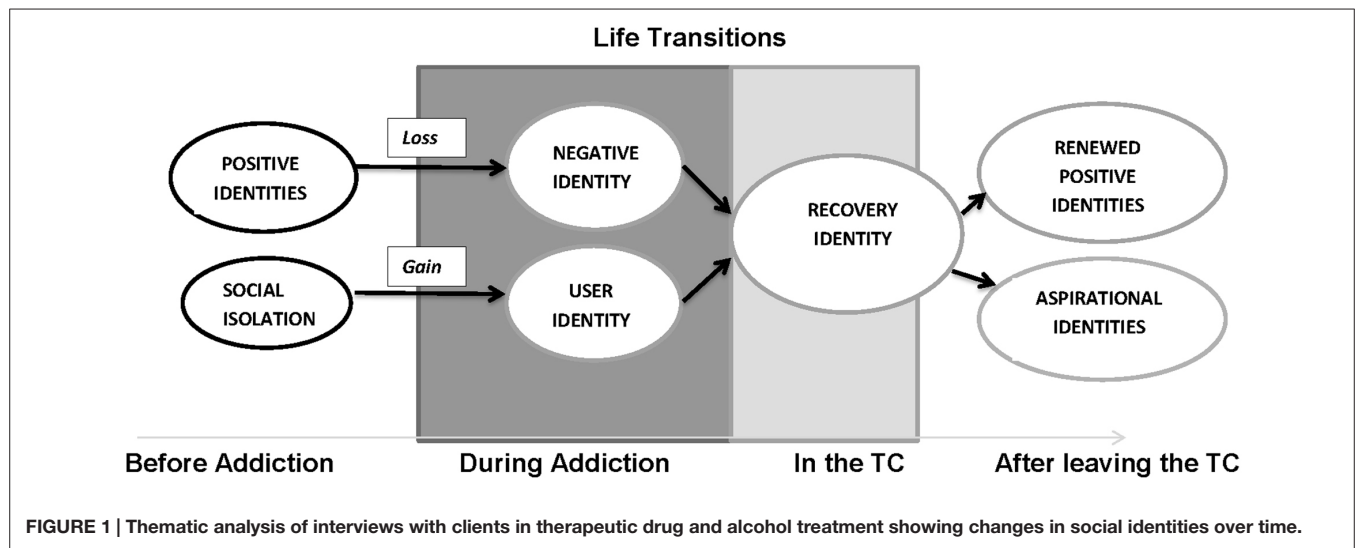 Life Transitions
POSITIVE
IDENTITIES
Loss
NEGATIVE
IDENTITY
SOCIAL
ISOLATION
Gain
USER
IDENTITY
RECOVERY
IDENTITY
RENEWED
POSITIVE
IDENTITIES
ASPIRATIONAL
IDENTITIES
Before Addiction
During Addiction
In the TC
After leaving the TC
FIGURE 1 | Thematic analysis of interviews with clients in therapeutic drug and alcohol treatment showing changes in social identities over time.